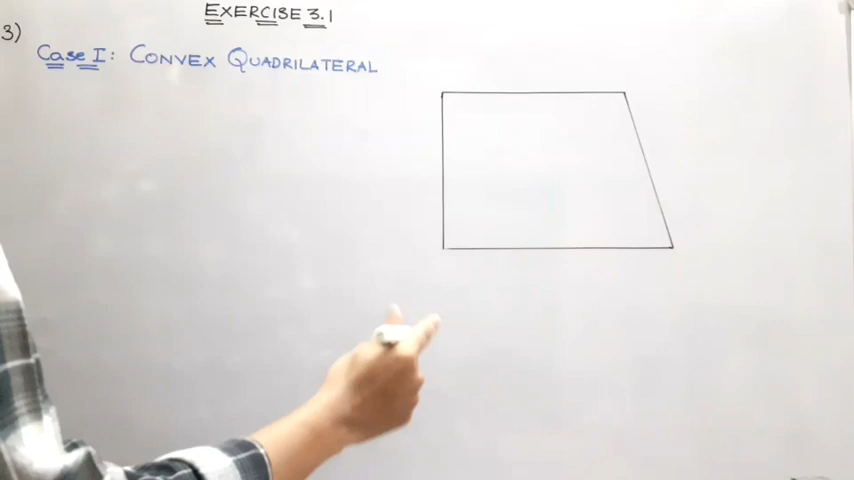 EXERCISE 3.1
3)
Case I: CONVEX QUADRILATERAL